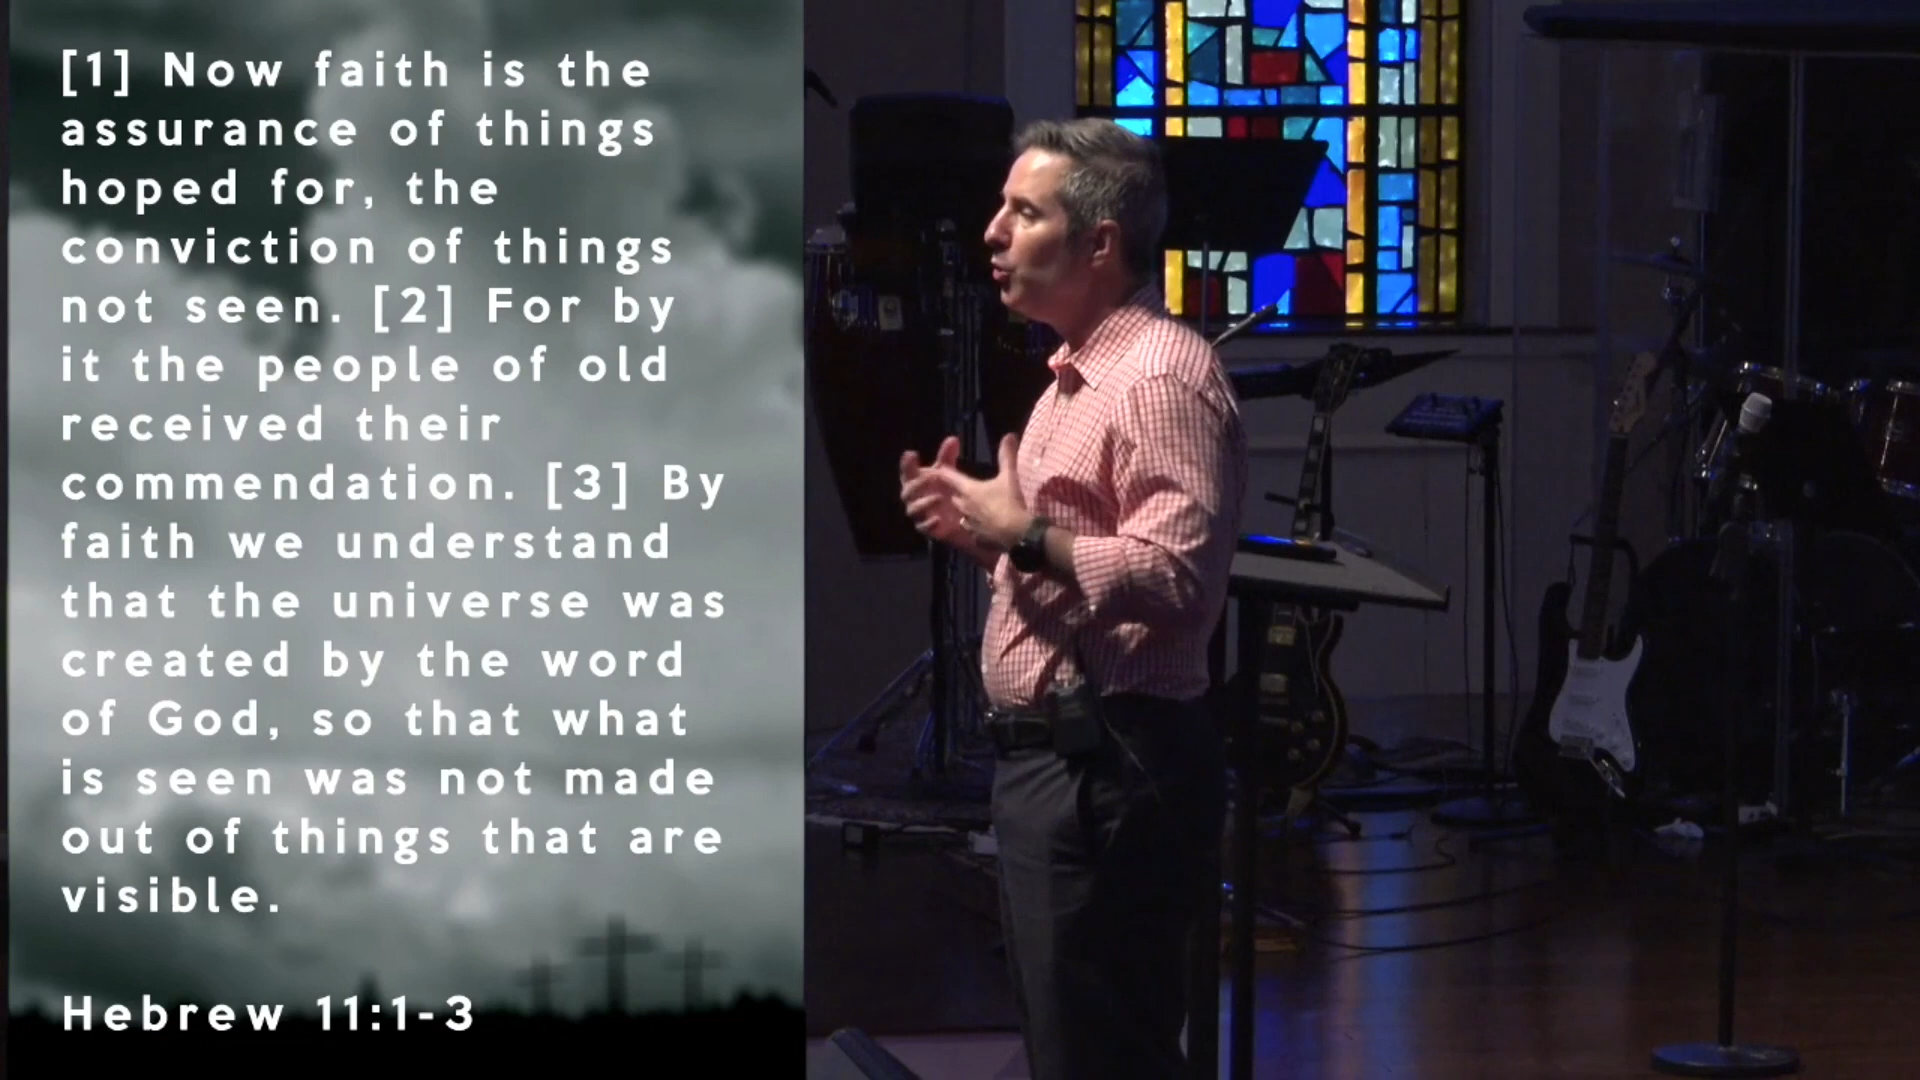 [1] Now faith is the
assurance of things
hoped for, the
conviction of things
not seen. [2] For by
it the people of old
received their
commendation. [3] By
faith we understand
that the universe was
created by the word
of God, so that what
is seen was not made
out of things that are
visible.
Hebrew 11:1-3